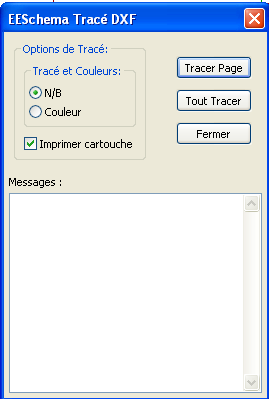 EESchema Tracé DXF
Options de Tracé:
Tracé et Couleurs:
N/B
Couleur
Imprimer cartouche
Tracer Page
Tout Tracer
Fermer
Messages :